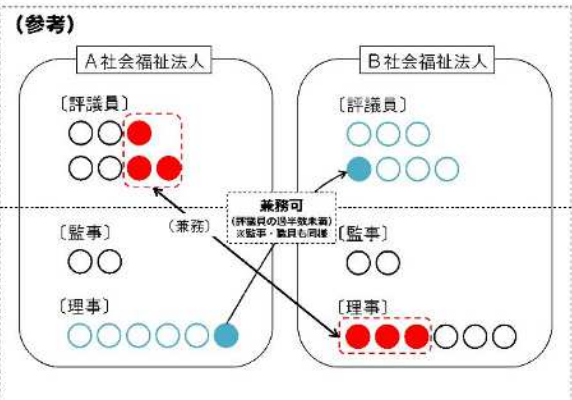 （参考）
A社会福祉法人
〔評議員〕
〔監事〕
〔理事〕
（兼務）
兼務可
(評議員の過半数未満)
※監事・職員も同様
B社会福祉法人
〔評議員〕
〔監事〕
〔理事〕